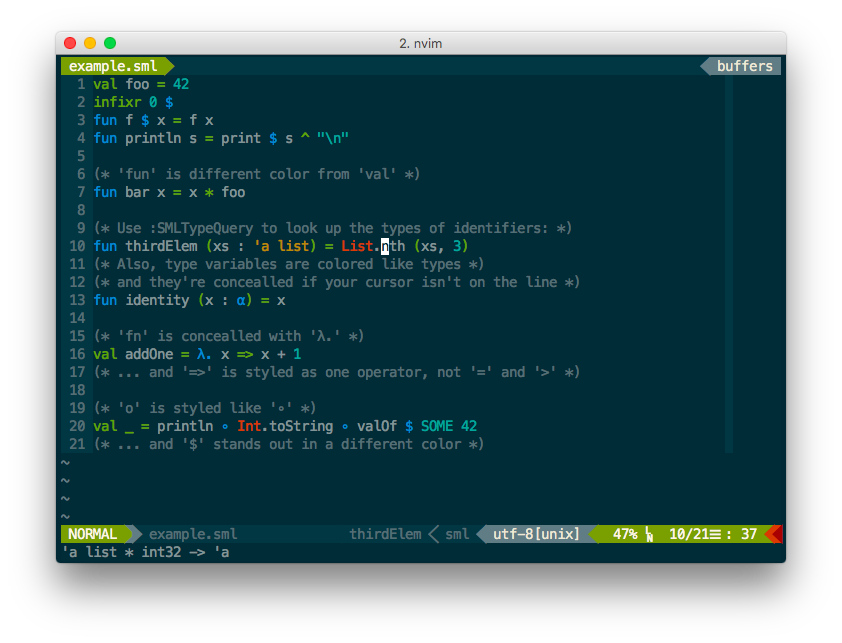 2. nvim
example.sml buffers
1 val foo = 42
2 infixr 0 $
3 fun f $ x = f x
4 fun println s = print $ s ^ "\n"
5
6 (* 'fun' is different color from 'val' *)
7 fun bar x = x * foo
8
9 (* Use :SMLTypeQuery to look up the types of identifiers: *)
10 fun thirdElem (xs : 'a list) = List.nth (xs, 3)
11 (* Also, type variables are colored like types *)
12 (* and they're concealled if your cursor isn't on the line *)
13 fun identity (x : α) = x
14
15 (* 'fn' is concealled with 'λ.' *)
16 val addOne = λ. x => x + 1
17 (* ... and '=>' is styled as one operator, not '=' and '>' *)
18
19 (* 'o' is styled like '∘' *)
20 val _ = println ∘ Int.toString ∘ valOf $ SOME 42
21 (* ... and '$' stands out in a different color *)
~
~
~
~
NORMAL example.sml thirdElem sml utf-8[unix] 47% ␊ 10/21☰ : 37
'a list * int32 -> 'a